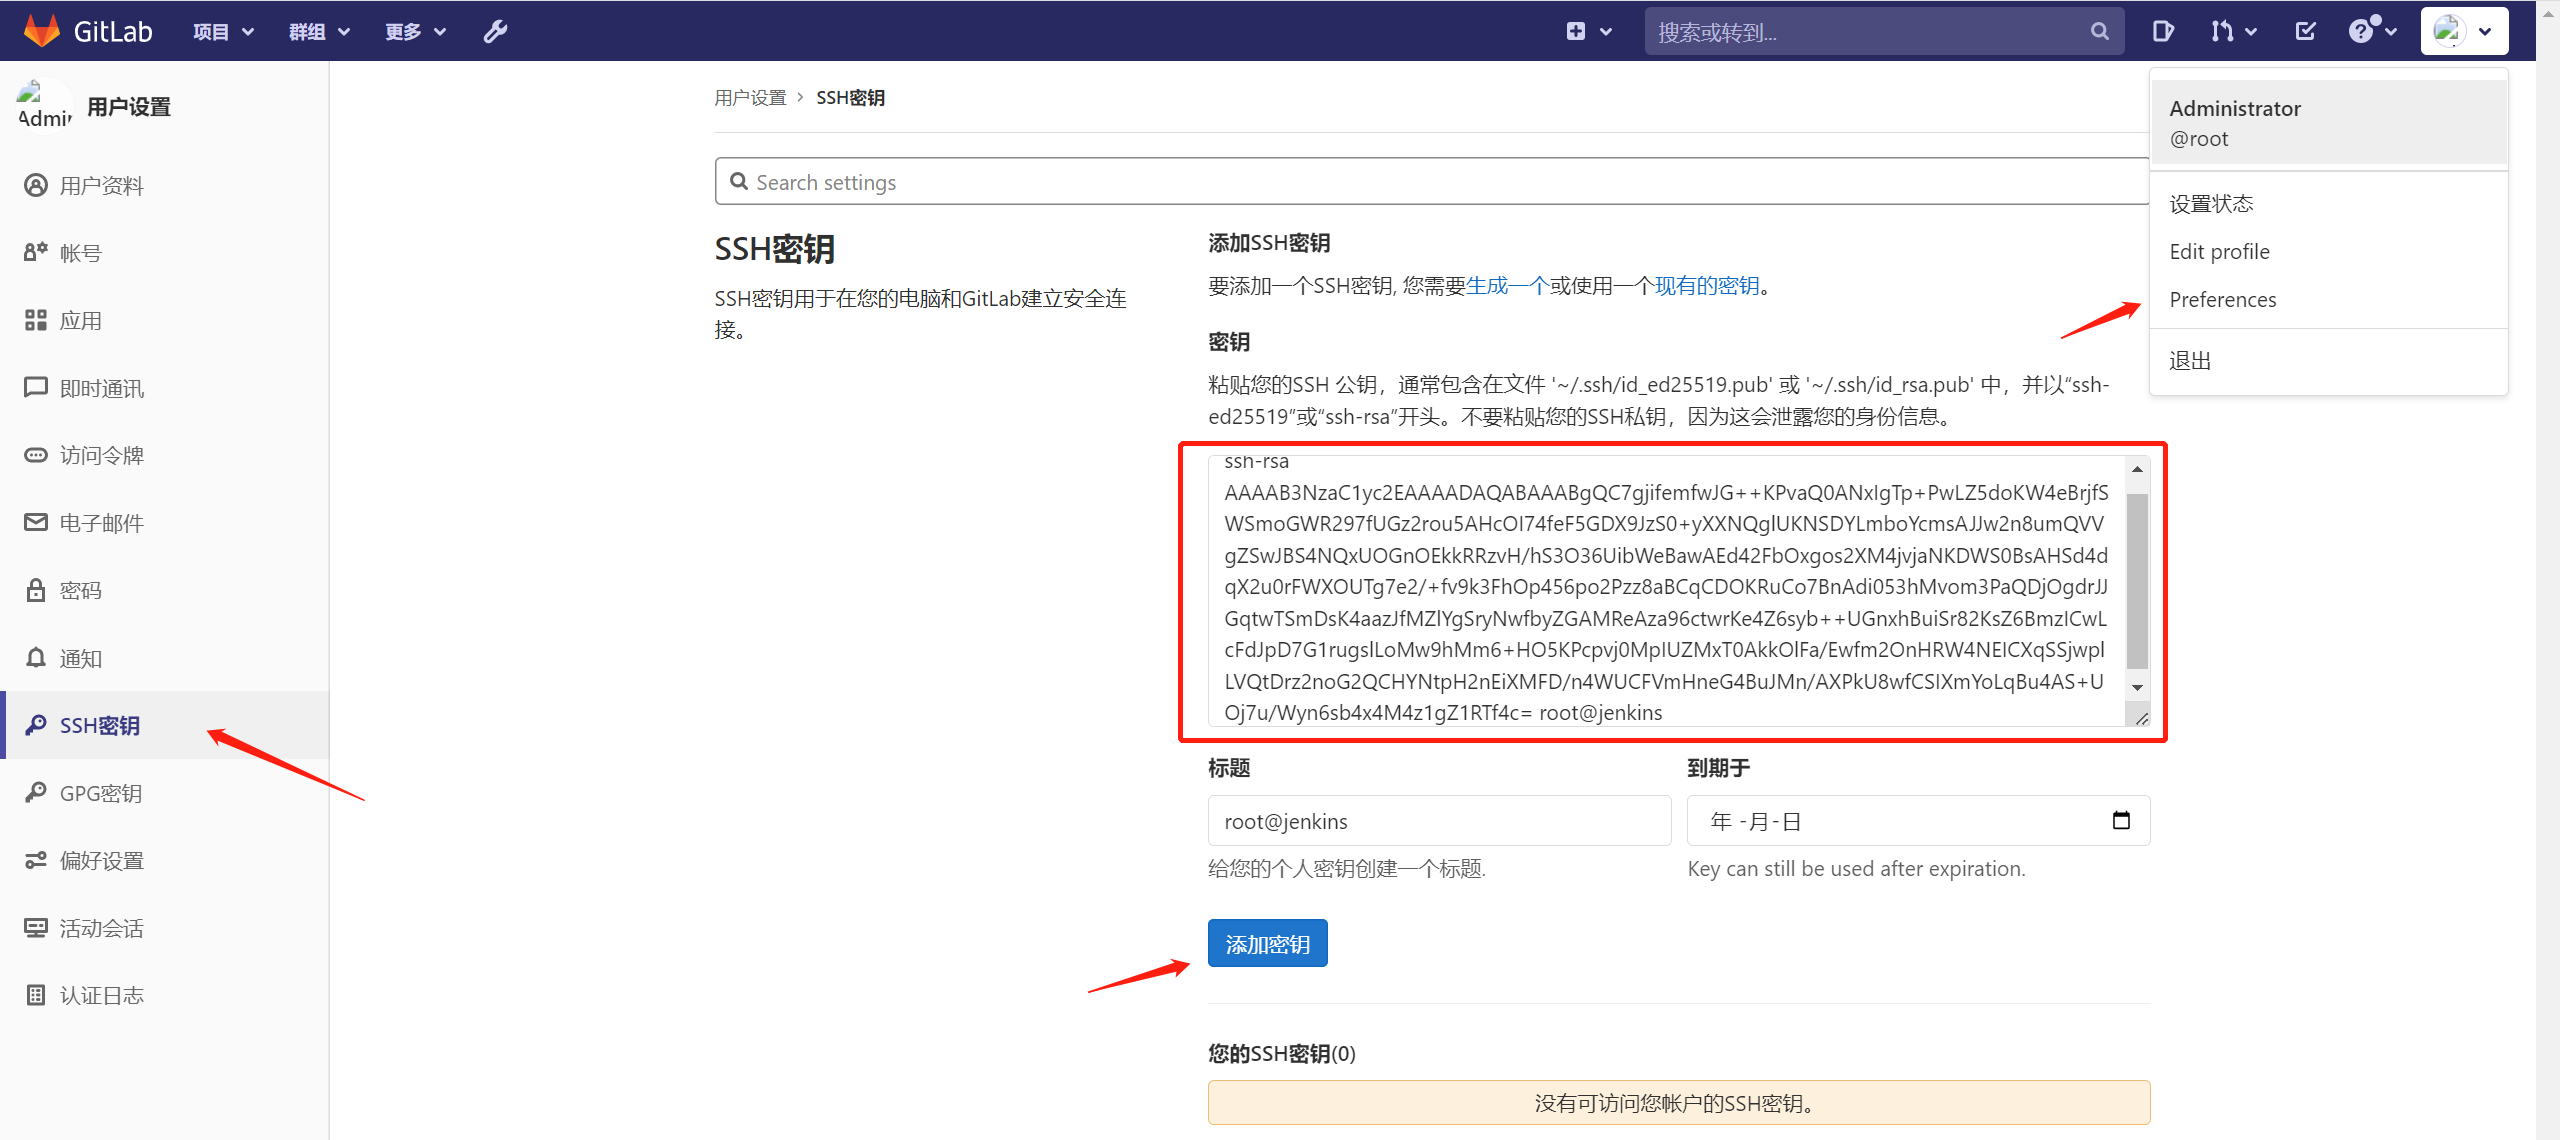 GitLab 项目 群组 更多 搜索或转到...
Admir 用户设置
用户资料
帐号
应用
即时通讯
访问令牌
电子邮件
密码
通知
SSH密钥
GPG密钥
偏好设置
活动会话
认证日志
用户设置 › SSH密钥
Search settings
SSH密钥
SSH密钥用于在您的电脑和GitLab建立安全连
接。
添加SSH密钥
要添加一个SSH密钥, 您需要生成一个或使用一个现有的密钥。
密钥
粘贴您的SSH 公钥，通常包含在文件 '~/.ssh/id_ed25519.pub' 或 '~/.ssh/id_rsa.pub' 中，并以“ssh-
ed25519”或“ssh-rsa”开头。不要粘贴您的SSH私钥，因为这会泄露您的身份信息。
ssh-rsa
AAAAB3NzaC1yc2EAAAADAQABAAABgQC7gjifemfwJG++KPvaQ0ANxIgTp+PwLZ5doKW4eBrjfS
WSmoGWR297fUGz2rou5AHcOI74feF5GDX9JzS0+yXXNQglUKNSDYLmboYcmsAJJw2n8umQVV
gZSwJBS4NQxUOGnOEkkRRzvH/hS3O36UibWeBawAEd42FbOxgos2XM4jvjaNKDWS0BsAHSd4d
qX2u0rFWXOUTg7e2/+fv9k3FhOp456po2Pzz8aBCqCDOKRuCo7BnAdi053hMvom3PaQDjOgdrJJ
GqtwTSmDsK4aazJfMZlYgSryNwfbyZGAMReAza96ctwrKe4Z6syb++UGnxhBuiSr82KsZ6BmzICwL
cFdJpD7G1rugslLoMw9hMm6+HO5KPcpvj0MpIUZMxT0AkkOlFa/Ewfm2OnHRW4NEICXqSSjwpl
LVQtDrz2noG2QCHYNtpH2nEiXMFD/n4WUCFVmHneG4BuJMn/AXPkU8wfCSIXmYoLqBu4AS+U
Oj7u/Wyn6sb4x4M4z1gZ1RTf4c= root@jenkins
标题 到期于
root@jenkins 年 -月-日
给您的个人密钥创建一个标题. Key can still be used after expiration.
添加密钥
您的SSH密钥(0)
没有可访问您帐户的SSH密钥。
Administrator
@root
设置状态
Edit profile
Preferences
退出